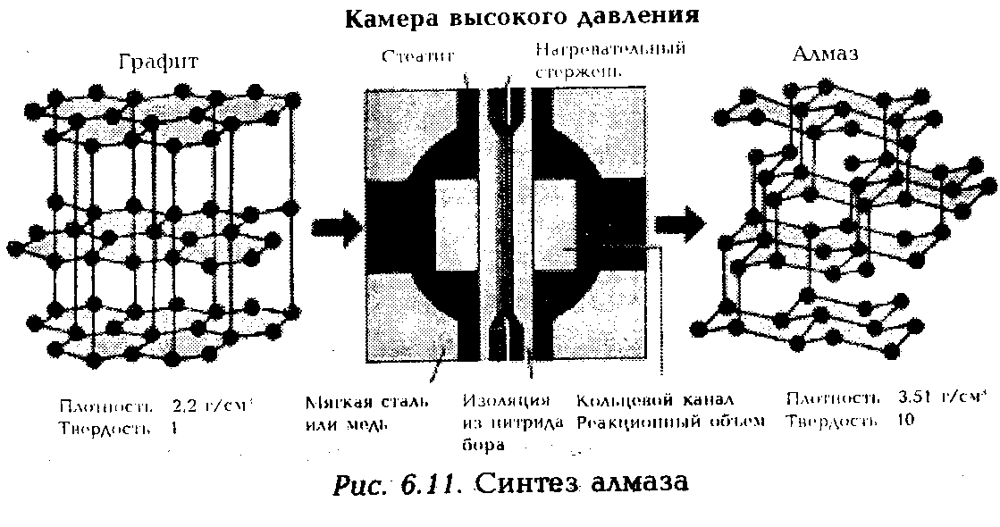 Камера высокого давления
Графит
Стеатит
Нагревательный
стержень
Алмаз
Плотность 2,2 г/см³
Твердость 1
Мягкая сталь
или медь
Изоляция
из нитрида
бора
Кольцевой канал
Реакционный объем
Плотность 3.51 г/см³
Твердость 10
Рис. 6.11. Синтез алмаза